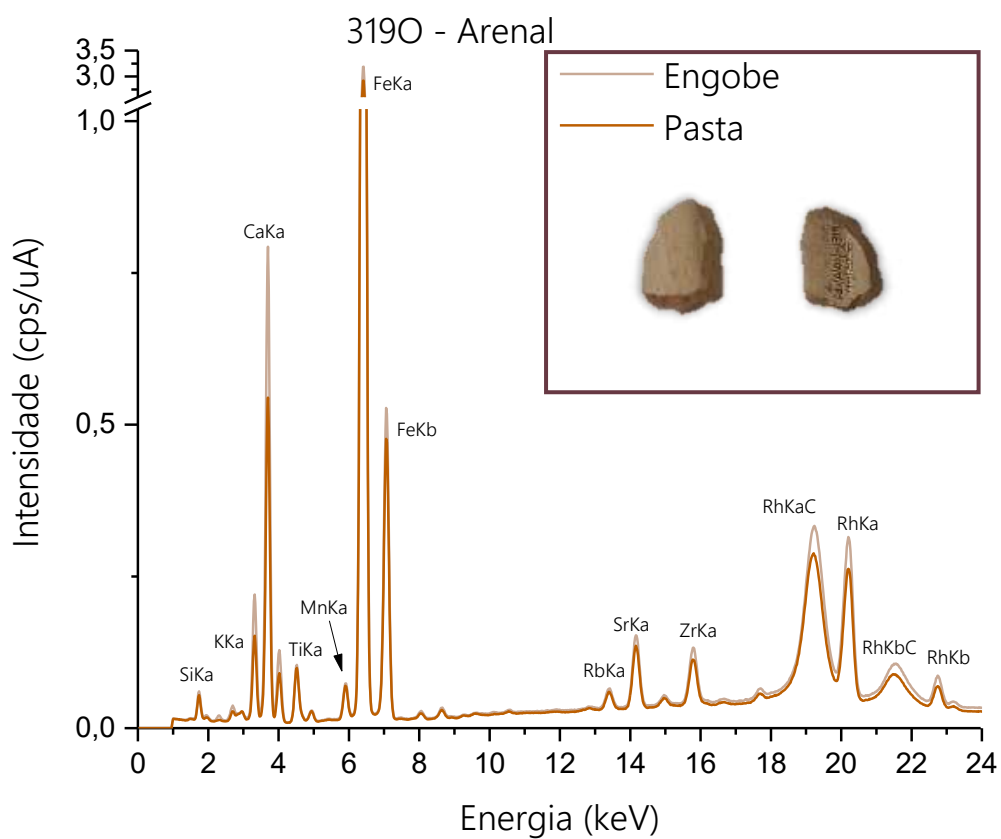 319O - Arenal
Engobe
Pasta
Intensidade (cps/uA)
3,5
3,0
1,0
0,5
0,0
FeKa
CaKa
FeKb
KKa
SiKa
TiKa
MnKa
RbKa
SrKa
ZrKa
RhKaC
RhKa
RhKbC
RhKb
0 2 4 6 8 10 12 14 16 18 20 22 24
Energia (keV)